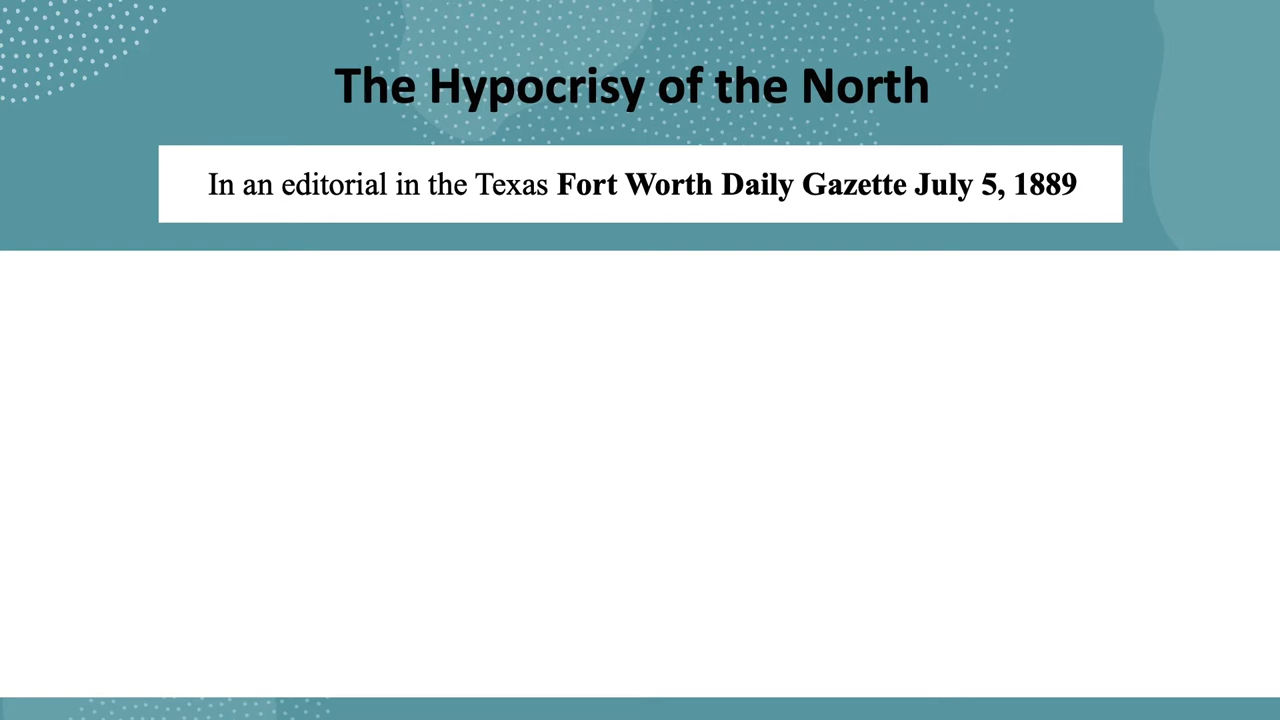 The Hypocrisy of the North
In an editorial in the Texas Fort Worth Daily Gazette July 5, 1889